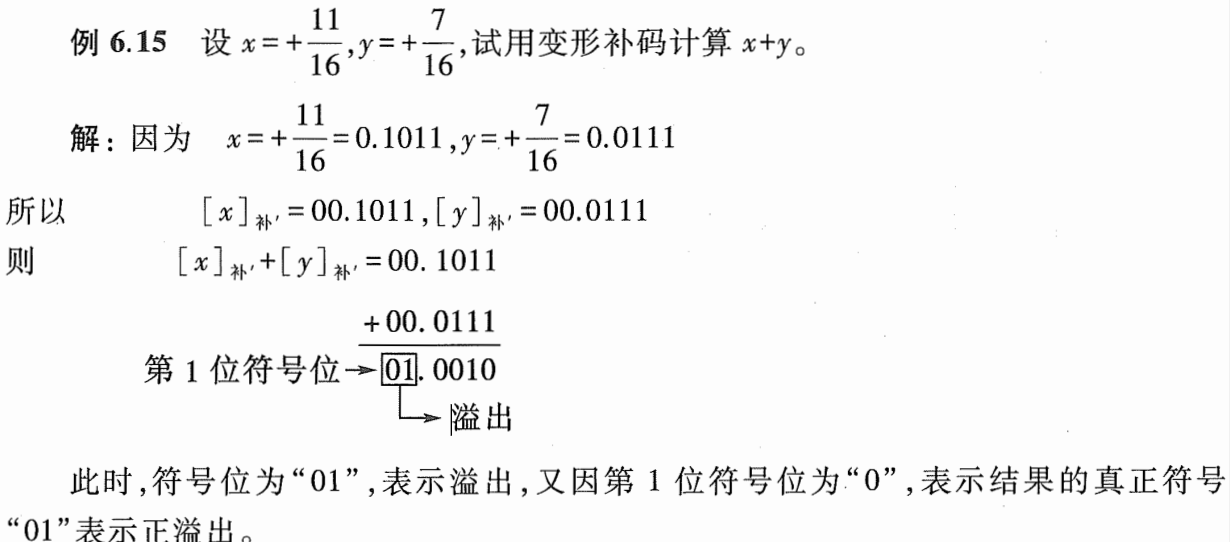 例 6.15 设 x=+11/16,y=+7/16,试用变形补码计算 x+y。
解：因为 x=+11/16=0.1011,y=+7/16=0.0111
所以 [x]补′=00.1011,[y]补′=00.0111
则 [x]补′+[y]补′=00.1011
+00.0111
第 1 位符号位→01.0010
溢出
此时,符号位为“01”,表示溢出,又因第 1 位符号位为“0”,表示结果的真正符号
“01”表示正溢出。